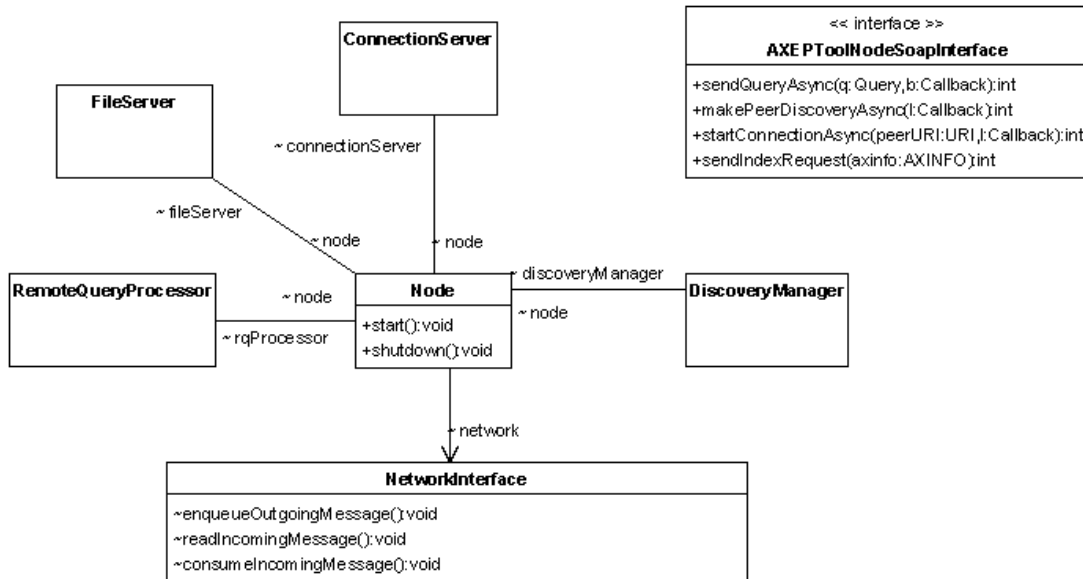 ConnectionServer
<< interface >>
AXEPToolNodeSoapInterface
+sendQueryAsync(q:Query,b:Callback):int
+makePeerDiscoveryAsync(l:Callback):int
+startConnectionAsync(peerURI:URI,l:Callback):int
+sendIndexRequest(axinfo:AXINFO):int
FileServer
~ connectionServer
~ fileServer
~ node
~ node
~ discoveryManager
RemoteQueryProcessor
~ node
Node
DiscoveryManager
+start():void
~ node
~ rqProcessor
+shutdown():void
~ network
NetworkInterface
~enqueueOutgoingMessage():void
~readIncomingMessage():void
~consumeIncomingMessage():void